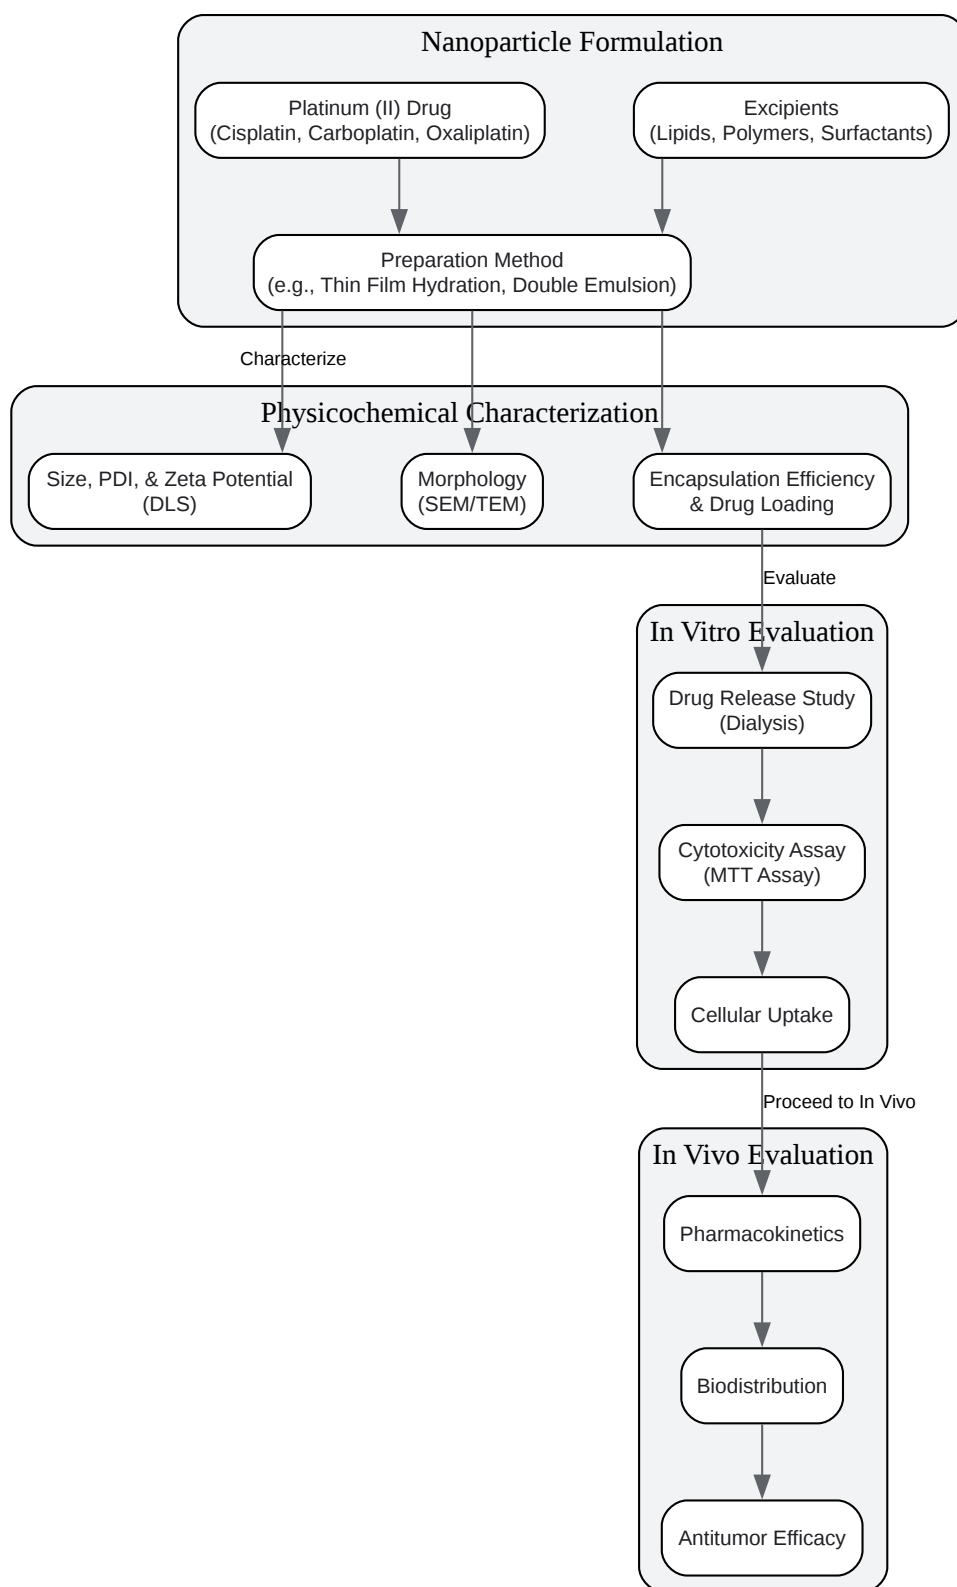 Nanoparticle Formulation
Platinum (II) Drug
(Cisplatin, Carboplatin, Oxaliplatin)
Excipients
(Lipids, Polymers, Surfactants)
Preparation Method
(e.g., Thin Film Hydration, Double Emulsion)
Characterize
Physicochemical Characterization
Size, PDI, & Zeta Potential
(DLS)
Morphology
(SEM/TEM)
Encapsulation Efficiency
& Drug Loading
Evaluate
In Vitro Evaluation
Drug Release Study
(Dialysis)
Cytotoxicity Assay
(MTT Assay)
Cellular Uptake
Proceed to In Vivo
In Vivo Evaluation
Pharmacokinetics
Biodistribution
Antitumor Efficacy